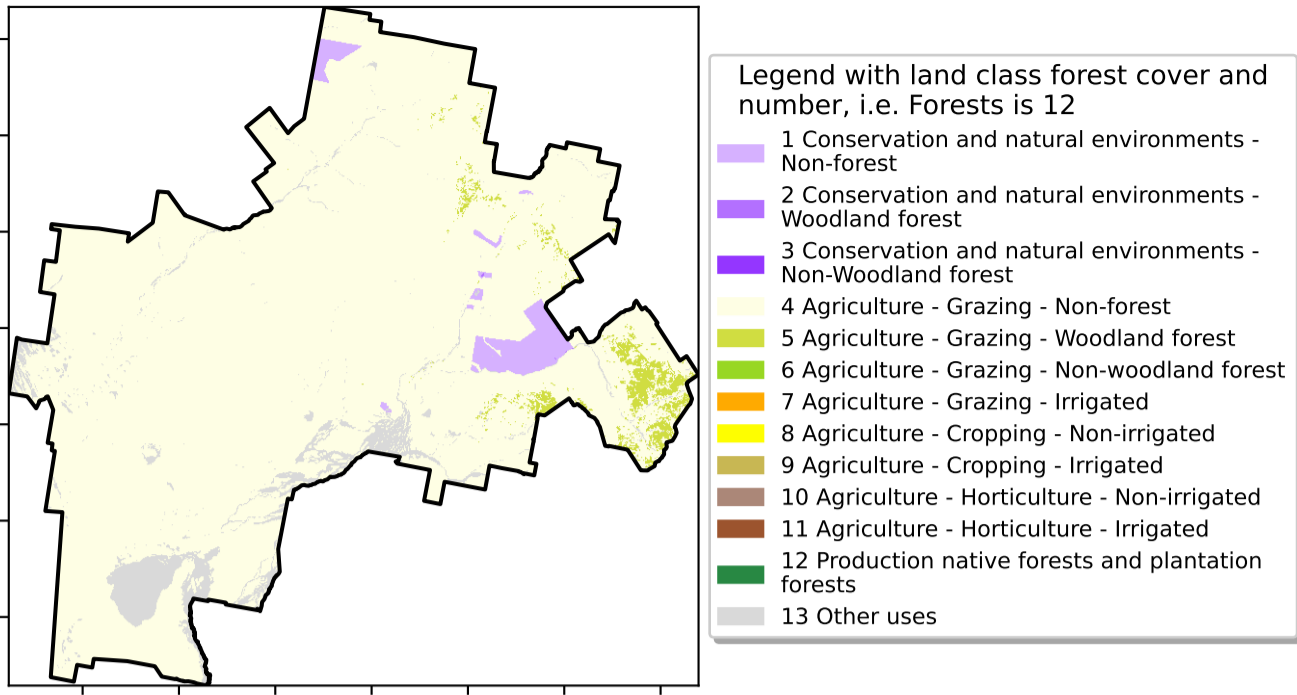 Legend with land class forest cover and
number, i.e. Forests is 12
1 Conservation and natural environments -
Non-forest
2 Conservation and natural environments -
Woodland forest
3 Conservation and natural environments -
Non-Woodland forest
4 Agriculture - Grazing - Non-forest
5 Agriculture - Grazing - Woodland forest
6 Agriculture - Grazing - Non-woodland forest
7 Agriculture - Grazing - Irrigated
8 Agriculture - Cropping - Non-irrigated
9 Agriculture - Cropping - Irrigated
10 Agriculture - Horticulture - Non-irrigated
11 Agriculture - Horticulture - Irrigated
12 Production native forests and plantation
forests
13 Other uses